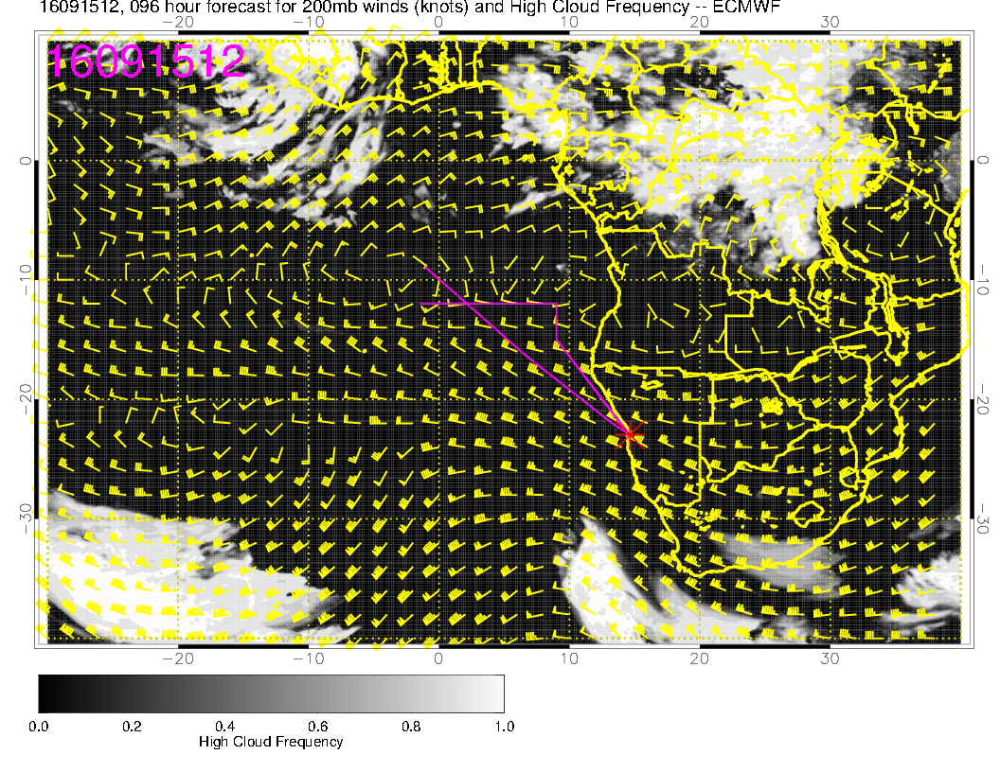 16091512, 096 hour forecast for 200mb winds (knots) and High Cloud Frequency -- ECMWF
−20 −10 0 10 20 30
16091512
0 0
−10 −10
−20 −20
−30 −30
−20 −10 0 10 20 30
0.0 0.2 0.4 0.6 0.8 1.0
High Cloud Frequency